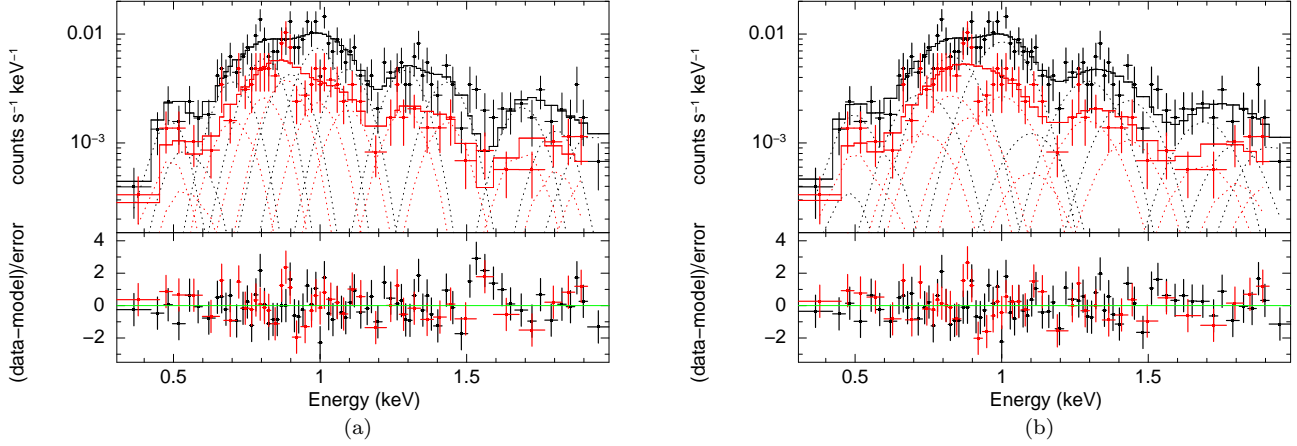 counts s⁻¹ keV⁻¹
0.01
10⁻³
(data−model)/error
4
2
0
−2
0.5
1
1.5
Energy (keV)
(a)
counts s⁻¹ keV⁻¹
0.01
10⁻³
(data−model)/error
4
2
0
−2
0.5
1
1.5
Energy (keV)
(b)